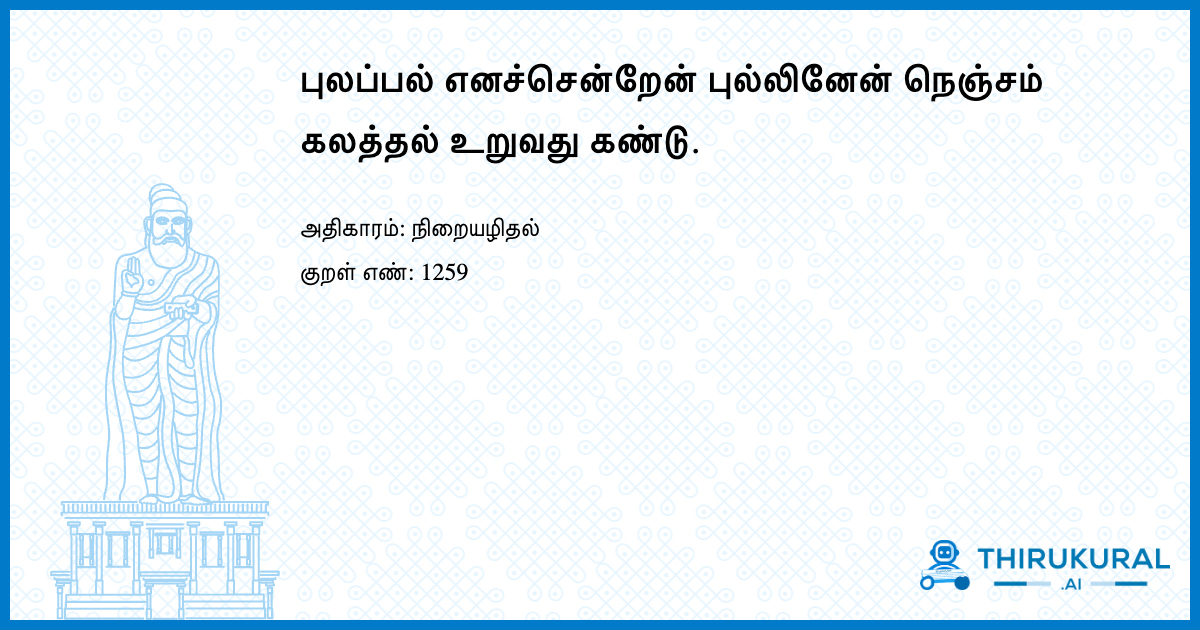 புலப்பல் எனச்சென்றேன் புல்லினேன் நெஞ்சம்
கலத்தல் உறுவது கண்டு.
அதிகாரம்: நிறையழிதல்
குறள் எண்: 1259
THIRUKURAL
.AI